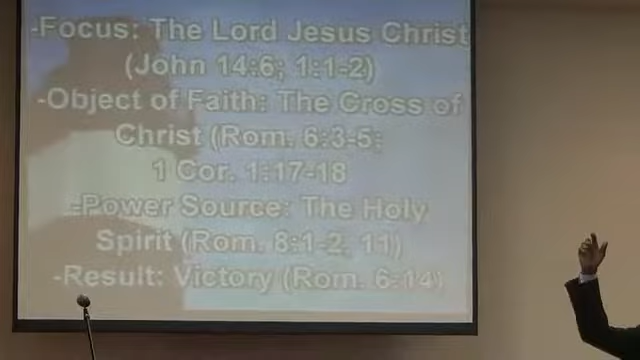 -Focus: The Lord Jesus Christ
(John 14:6; 1:1-2)
-Object of Faith: The Cross of
Christ (Rom. 6:3-5;
1 Cor. 1:17-18
-Power Source: The Holy
Spirit (Rom. 8:1-2, 11)
-Result: Victory (Rom. 6:14)